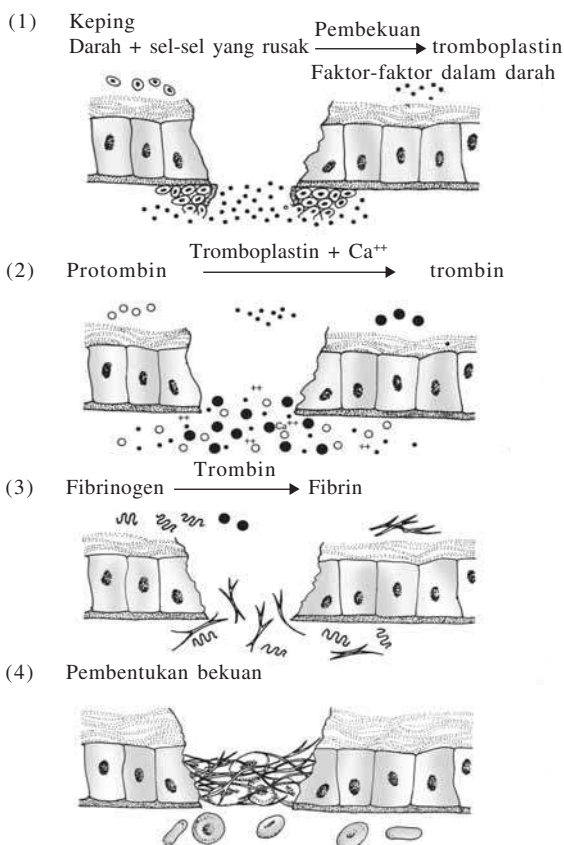 (1) Keping
Darah + sel-sel yang rusak Pembekuan tromboplastin
Faktor-faktor dalam darah
Tromboplastin + Ca⁺⁺
(2) Protombin trombin
++
++
Ca⁺⁺
++
++
Trombin
(3) Fibrinogen Fibrin
(4) Pembentukan bekuan